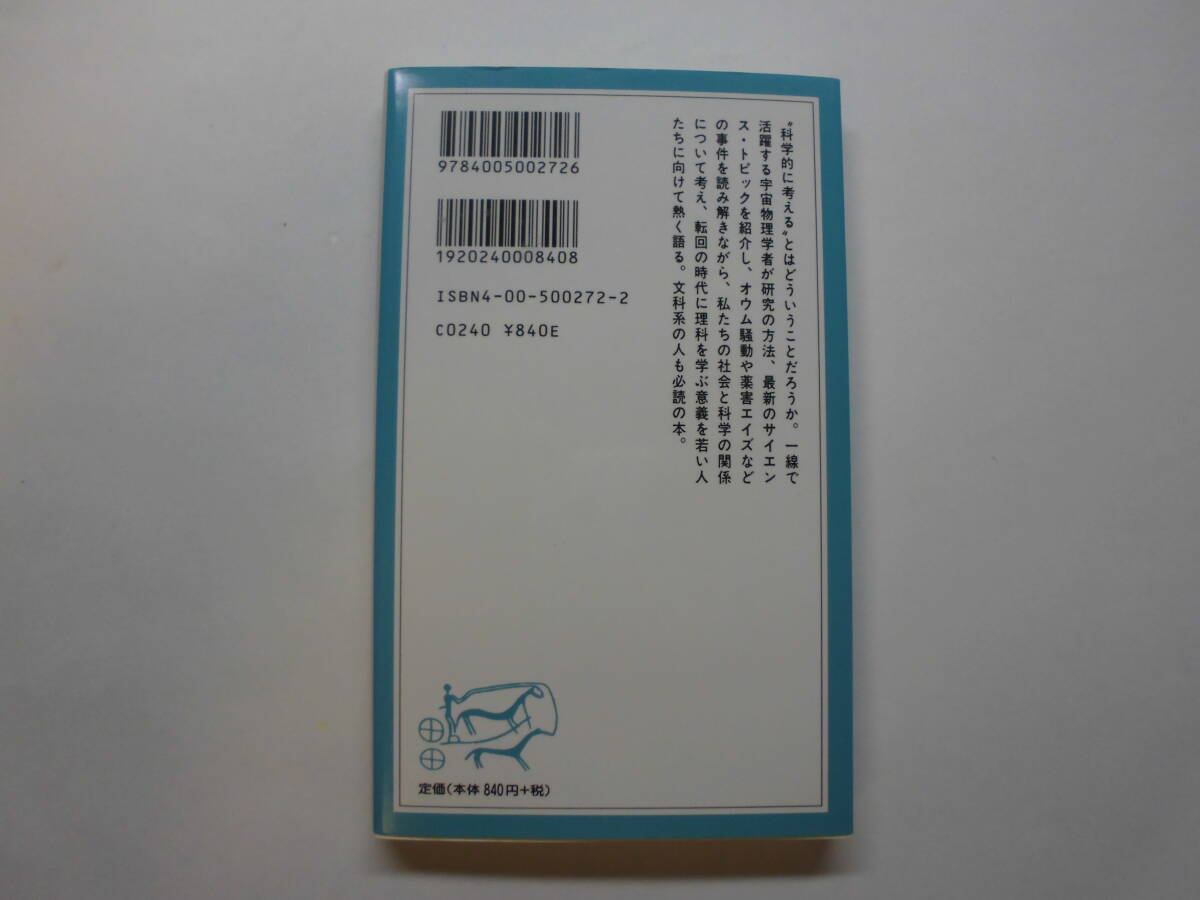 〝科学的に考える〟とはどういうことだろうか。一線で
活躍する宇宙物理学者が研究の方法、最新のサイエン
ス・トピックを紹介し、オウム騒動や薬害エイズなど
の事件を読み解きながら、私たちの社会と科学の関係
について考え、転回の時代に理科を学ぶ意義を若い人
たちに向けて熱く語る。文科系の人も必読の本。
9784005002726
1920240008408
ISBN4-00-500272-2
C0240 ¥840E
定価(本体840円+税)